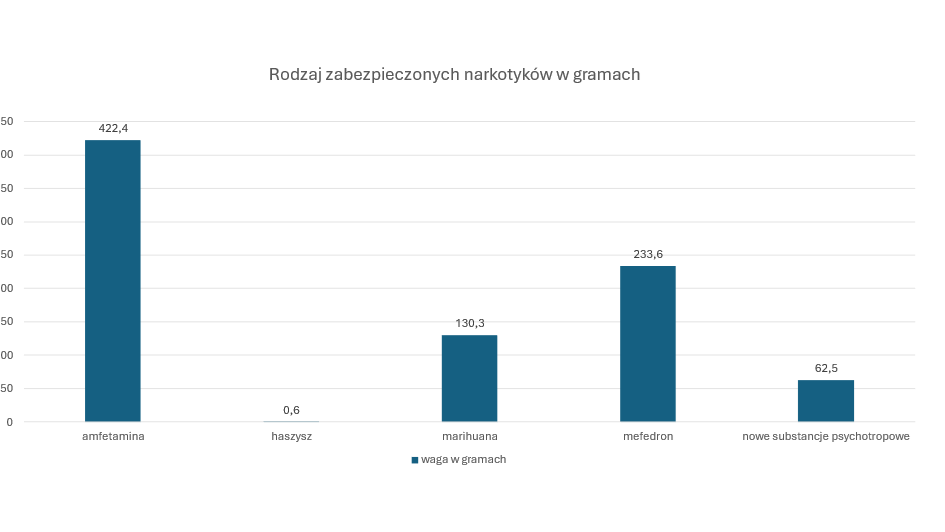 Rodzaj zabezpieczonych narkotyków w gramach
50
00
50
00
50
00
50
00
50
0
422,4
0,6
130,3
233,6
62,5
amfetamina
haszysz
marihuana
mefedron
nowe substancje psychotropowe
waga w gramach